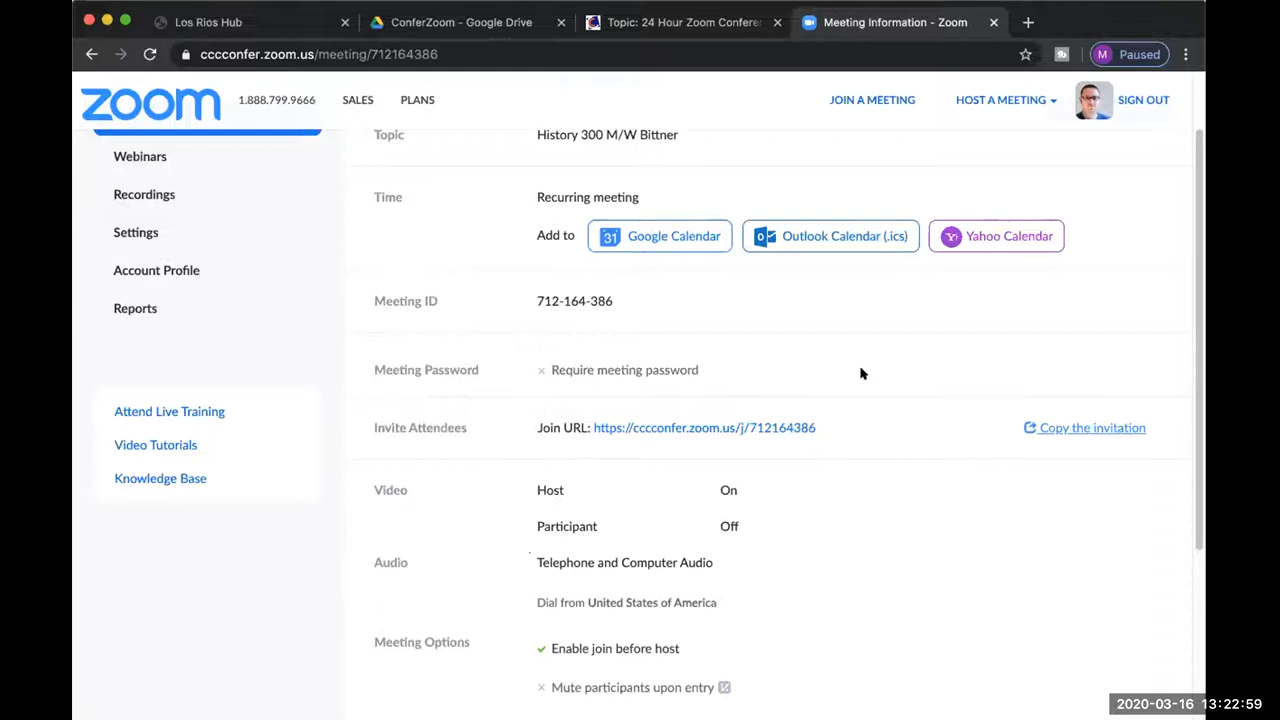 Los Rios Hub
ConferZoom - Google Drive
Topic: 24 Hour Zoom Confere
Meeting Information - Zoom
cccconfer.zoom.us/meeting/712164386
M Paused
zoom
1.888.799.9666
SALES
PLANS
JOIN A MEETING
HOST A MEETING
SIGN OUT
Webinars
Recordings
Settings
Account Profile
Reports
Attend Live Training
Video Tutorials
Knowledge Base
Topic History 300 M/W Bittner
Time Recurring meeting
Add to 31 Google Calendar Outlook Calendar (.ics) Yahoo Calendar
Meeting ID 712-164-386
Meeting Password Require meeting password
Invite Attendees Join URL: https://cccconfer.zoom.us/j/712164386 Copy the invitation
Video Host On
Participant Off
Audio Telephone and Computer Audio
Dial from United States of America
Meeting Options Enable join before host
Mute participants upon entry
2020-03-16 13:22:59